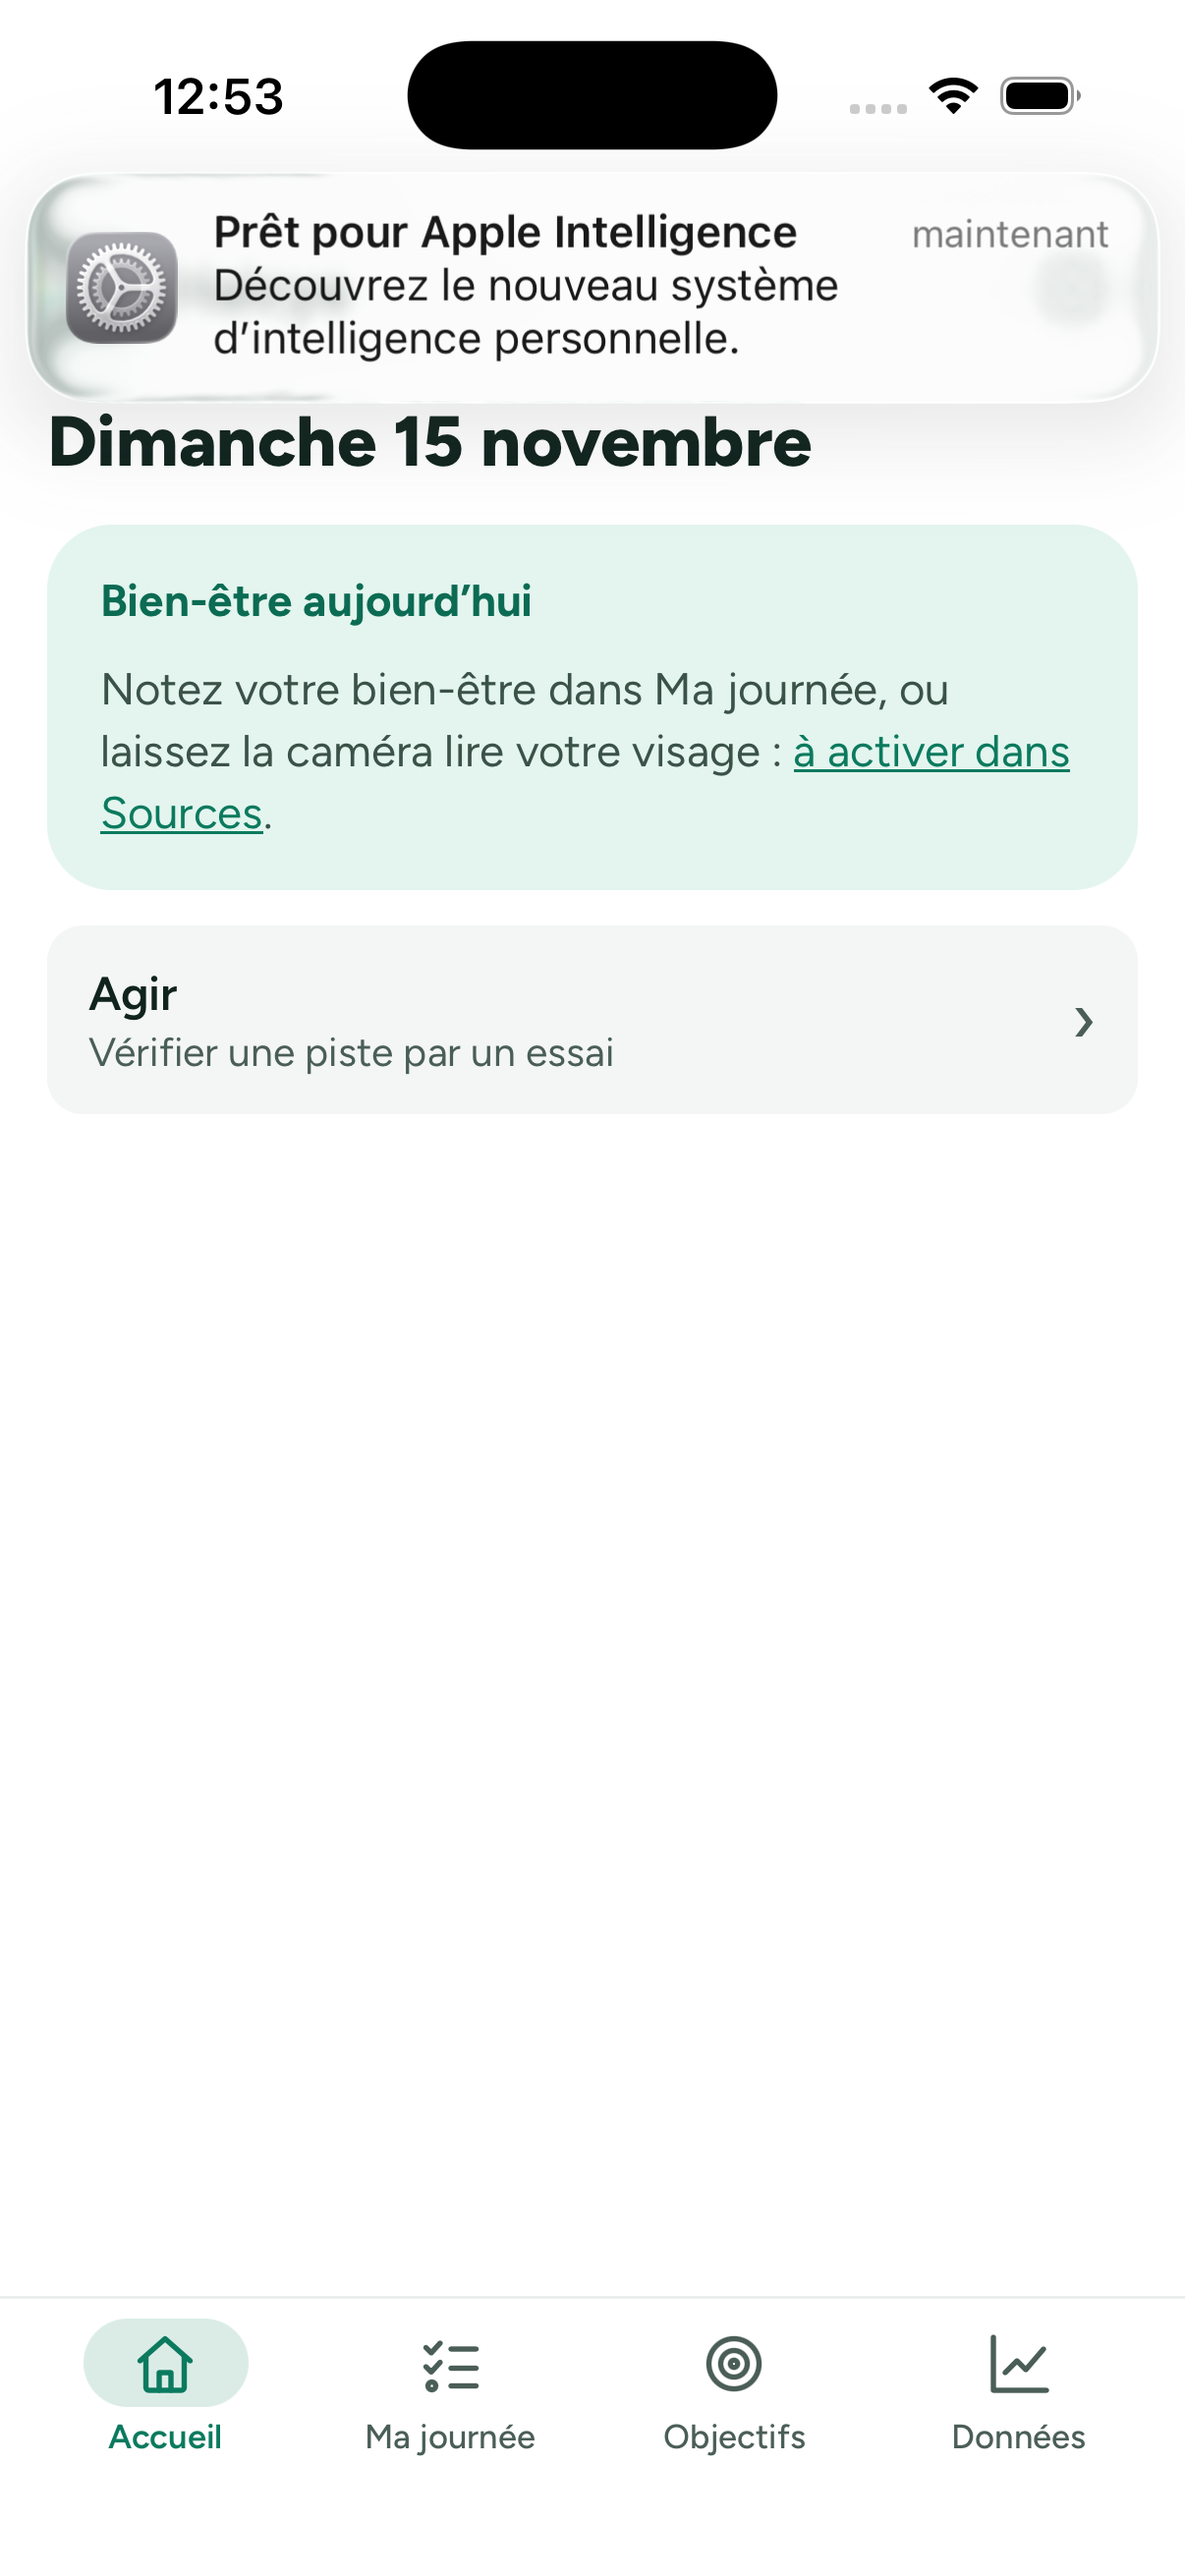 12:53
Prêt pour Apple Intelligence
maintenant
Découvrez le nouveau système
d’intelligence personnelle.
Dimanche 15 novembre
Bien-être aujourd’hui
Notez votre bien-être dans Ma journée, ou
laissez la caméra lire votre visage : à activer dans
Sources.
Agir
Vérifier une piste par un essai
Accueil
Ma journée
Objectifs
Données